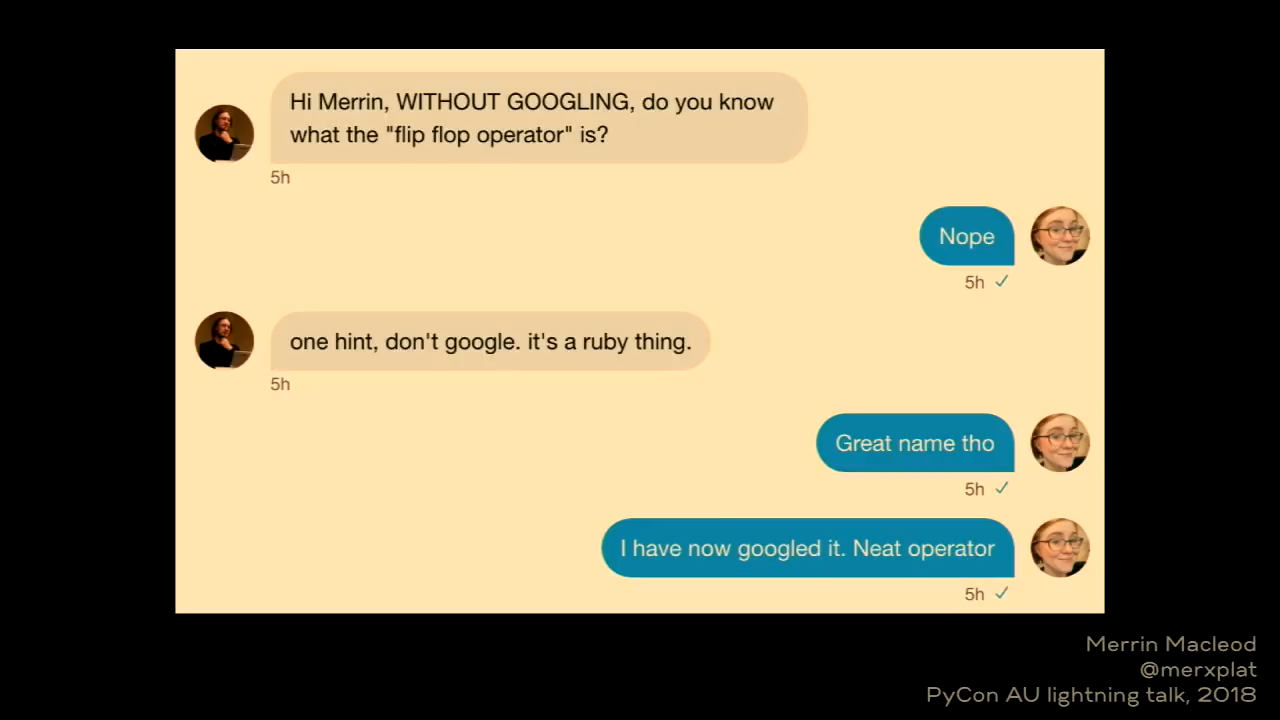 Hi Merrin, WITHOUT GOOGLING, do you know
what the "flip flop operator" is?
5h
Nope
5h ✓
one hint, don't google. it's a ruby thing.
5h
Great name tho
5h ✓
I have now googled it. Neat operator
5h ✓
Merrin Macleod
@merxplat
PyCon AU lightning talk, 2018